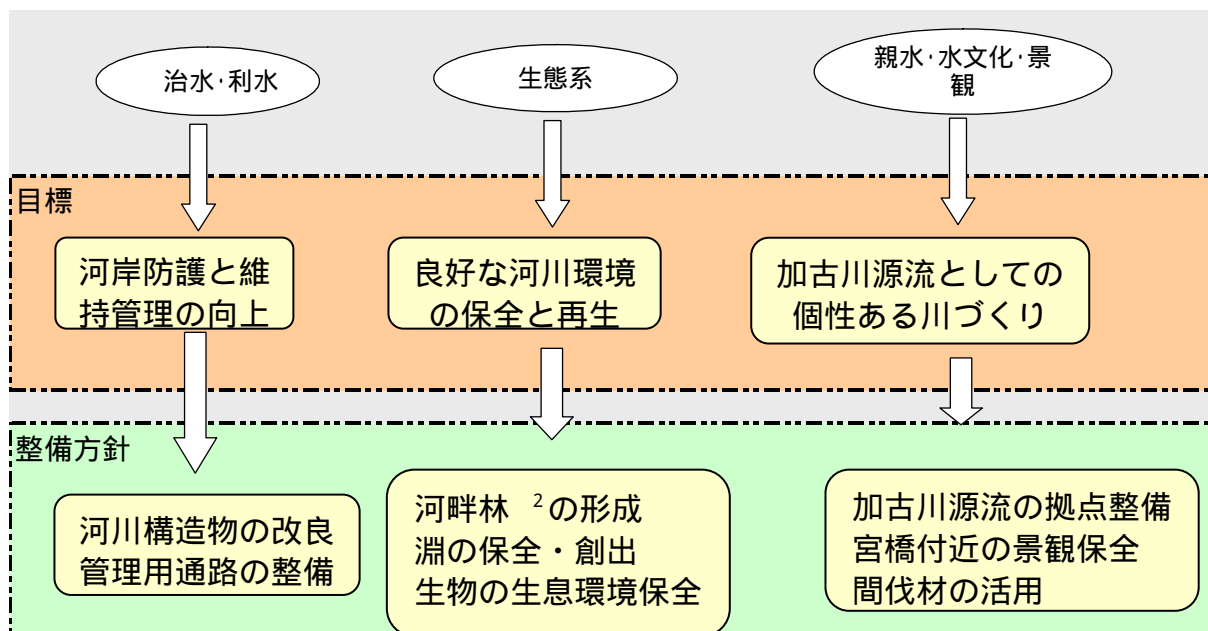 治水·利水
生態系
親水·水文化·景
観
目標
河岸防護と維
持管理の向上
良好な河川環境
の保全と再生
加古川源流としての
個性ある川づくり
整備方針
河川構造物の改良
管理用通路の整備
河畔林 2の形成
淵の保全・創出
生物の生息環境保全
加古川源流の拠点整備
宮橋付近の景観保全
間伐材の活用